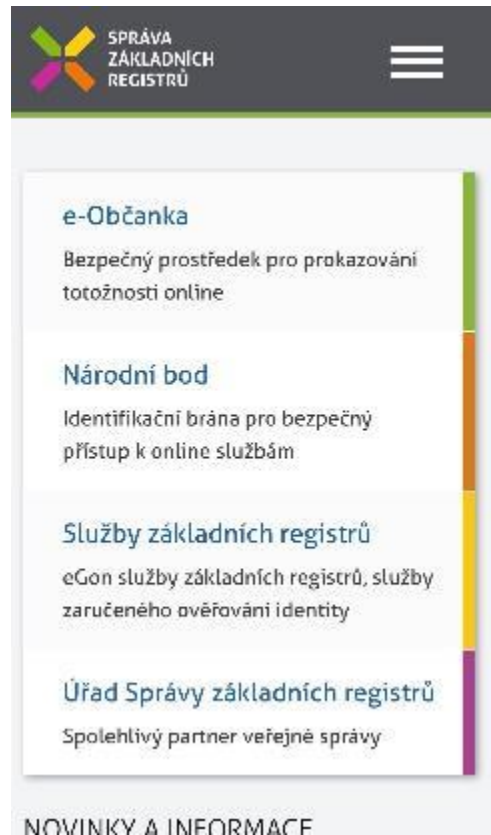 SPRÁVA
ZÁKLADNÍCH
REGISTRŮ
e-Občanka
Bezpečný prostředek pro prokazování
totožnosti online
Národní bod
Identifikační brána pro bezpečný
přístup k online službám
Služby základních registrů
eGon služby základních registrů, služby
zaručeného ověřování identity
Úřad Správy základních registrů
Spolehlivý partner veřejné správy
NOVINKY A INFORMACE